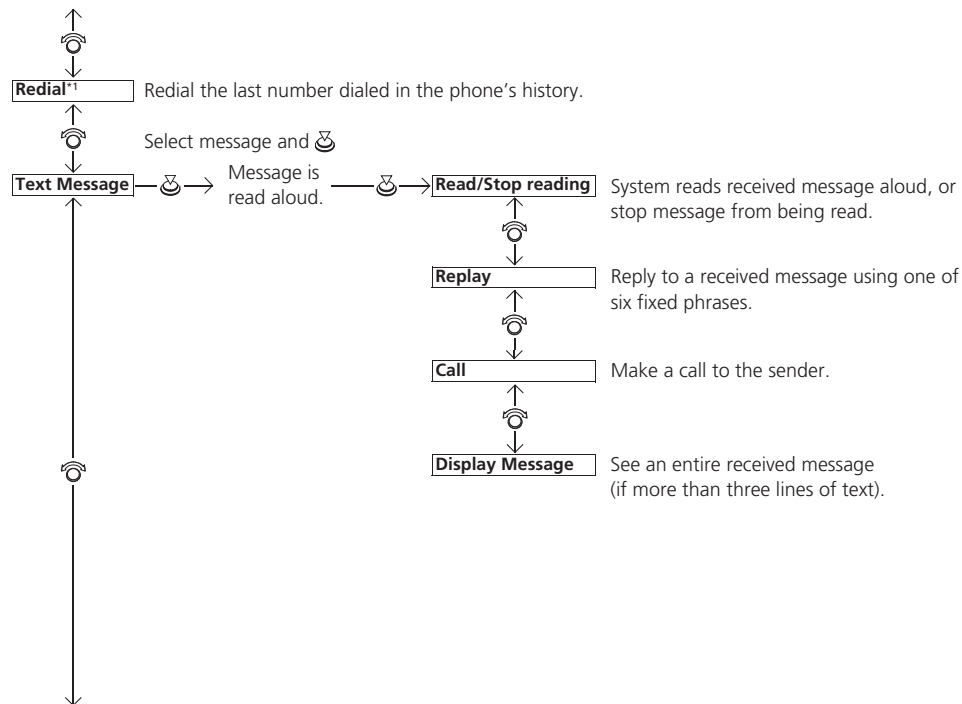 Redial*1 Redial the last number dialed in the phone's history.
Select message and
Text Message
Message is
read aloud.
Read/Stop reading
System reads received message aloud, or
stop message from being read.
Replay
Reply to a received message using one of
six fixed phrases.
Call
Make a call to the sender.
Display Message
See an entire received message
(if more than three lines of text).